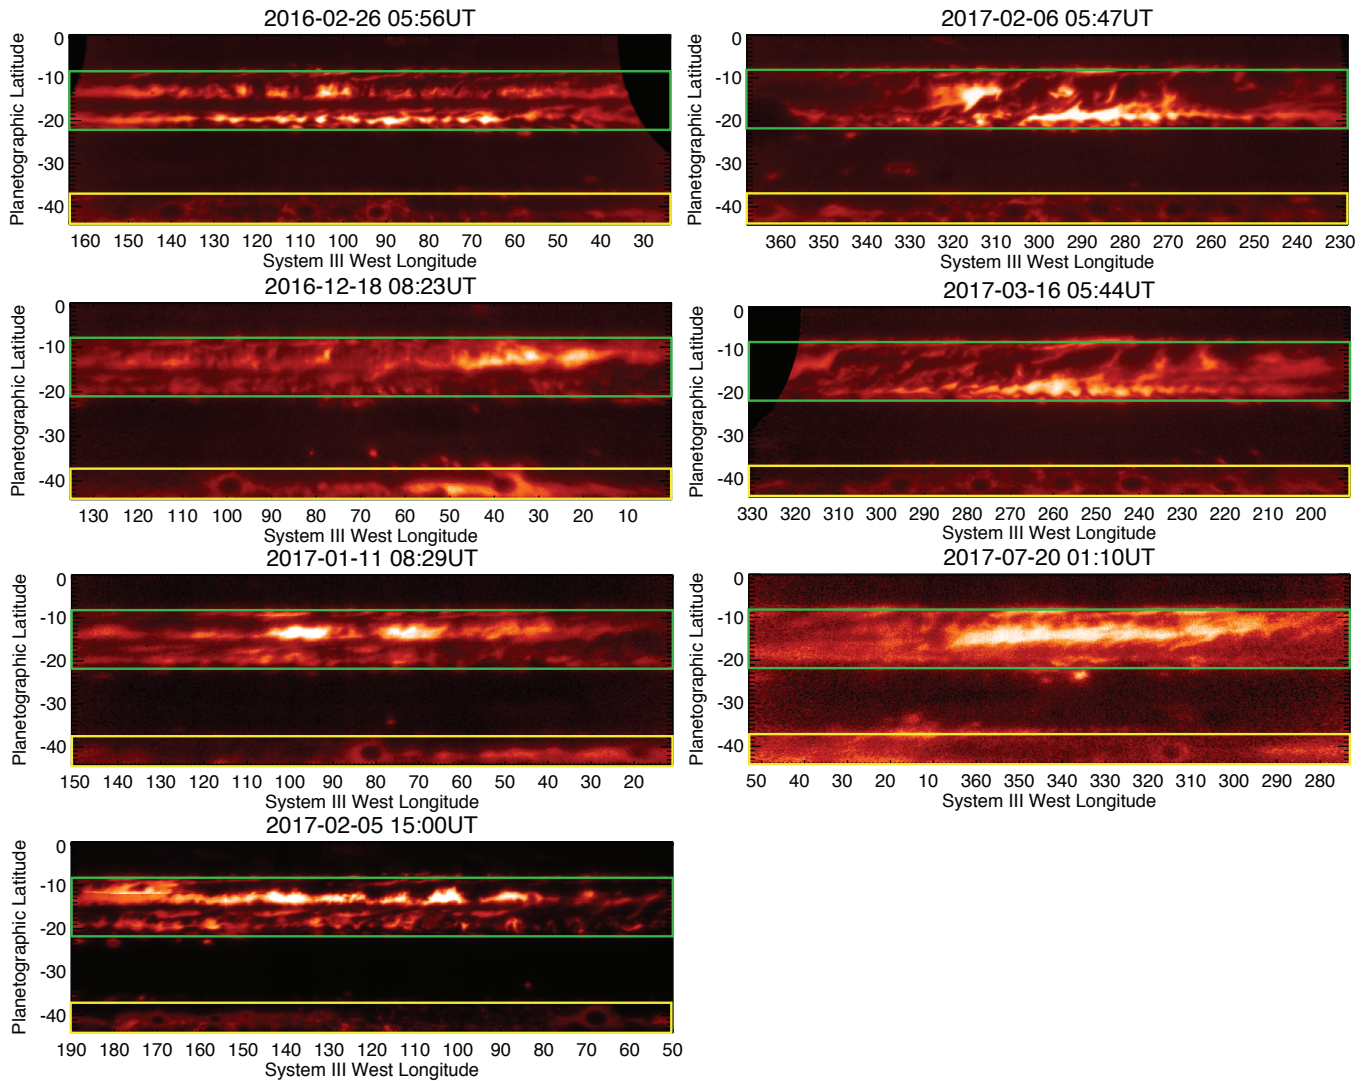 2016-02-26 05:56UT
Planetographic Latitude
0
-10
-20
-30
-40
160 150 140 130 120 110 100 90 80 70 60 50 40 30
System III West Longitude
2017-02-06 05:47UT
Planetographic Latitude
0
-10
-20
-30
-40
360 350 340 330 320 310 300 290 280 270 260 250 240 230
System III West Longitude
2016-12-18 08:23UT
Planetographic Latitude
0
-10
-20
-30
-40
130 120 110 100 90 80 70 60 50 40 30 20 10
System III West Longitude
2017-03-16 05:44UT
Planetographic Latitude
0
-10
-20
-30
-40
330 320 310 300 290 280 270 260 250 240 230 220 210 200
System III West Longitude
2017-01-11 08:29UT
Planetographic Latitude
0
-10
-20
-30
-40
150 140 130 120 110 100 90 80 70 60 50 40 30 20
System III West Longitude
2017-07-20 01:10UT
Planetographic Latitude
0
-10
-20
-30
-40
50 40 30 20 10 360 350 340 330 320 310 300 290 280
System III West Longitude
2017-02-05 15:00UT
Planetographic Latitude
0
-10
-20
-30
-40
190 180 170 160 150 140 130 120 110 100 90 80 70 60 50
System III West Longitude